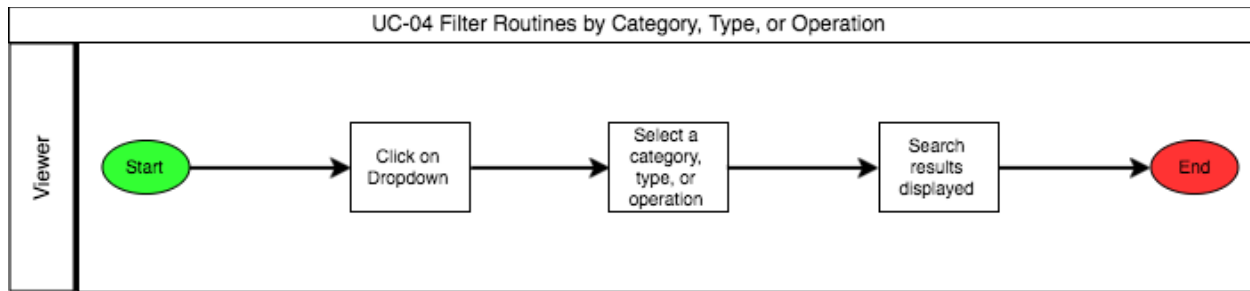 UC-04 Filter Routines by Category, Type, or Operation
Viewer
Start
Click on
Dropdown
Select a
category,
type, or
operation
Search
results
displayed
End